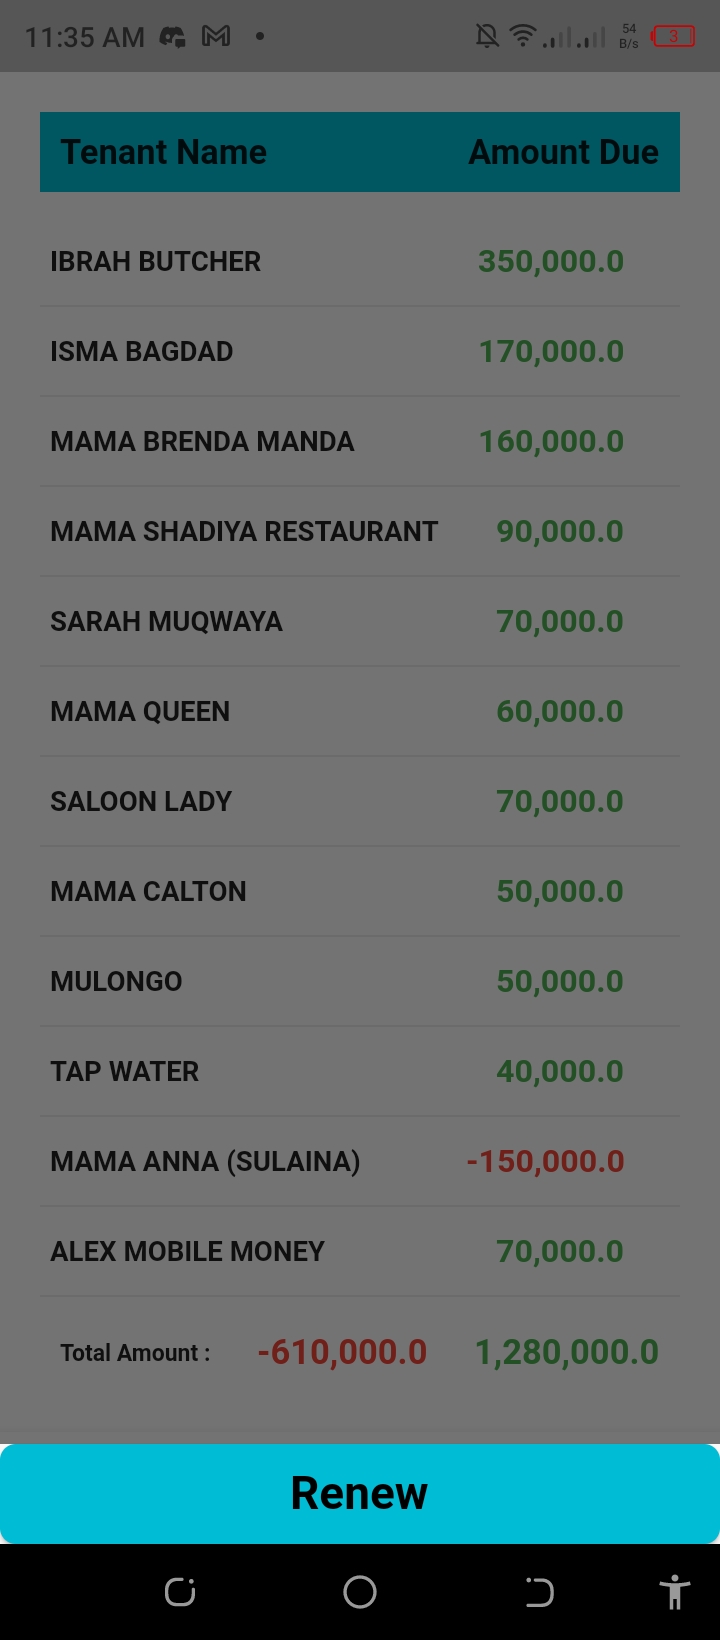 11:35 AM
54
B/s
3
Tenant Name Amount Due
IBRAH BUTCHER 350,000.0
ISMA BAGDAD 170,000.0
MAMA BRENDA MANDA 160,000.0
MAMA SHADIYA RESTAURANT 90,000.0
SARAH MUQWAYA 70,000.0
MAMA QUEEN 60,000.0
SALOON LADY 70,000.0
MAMA CALTON 50,000.0
MULONGO 50,000.0
TAP WATER 40,000.0
MAMA ANNA (SULAINA) -150,000.0
ALEX MOBILE MONEY 70,000.0
Total Amount : -610,000.0 1,280,000.0
Renew